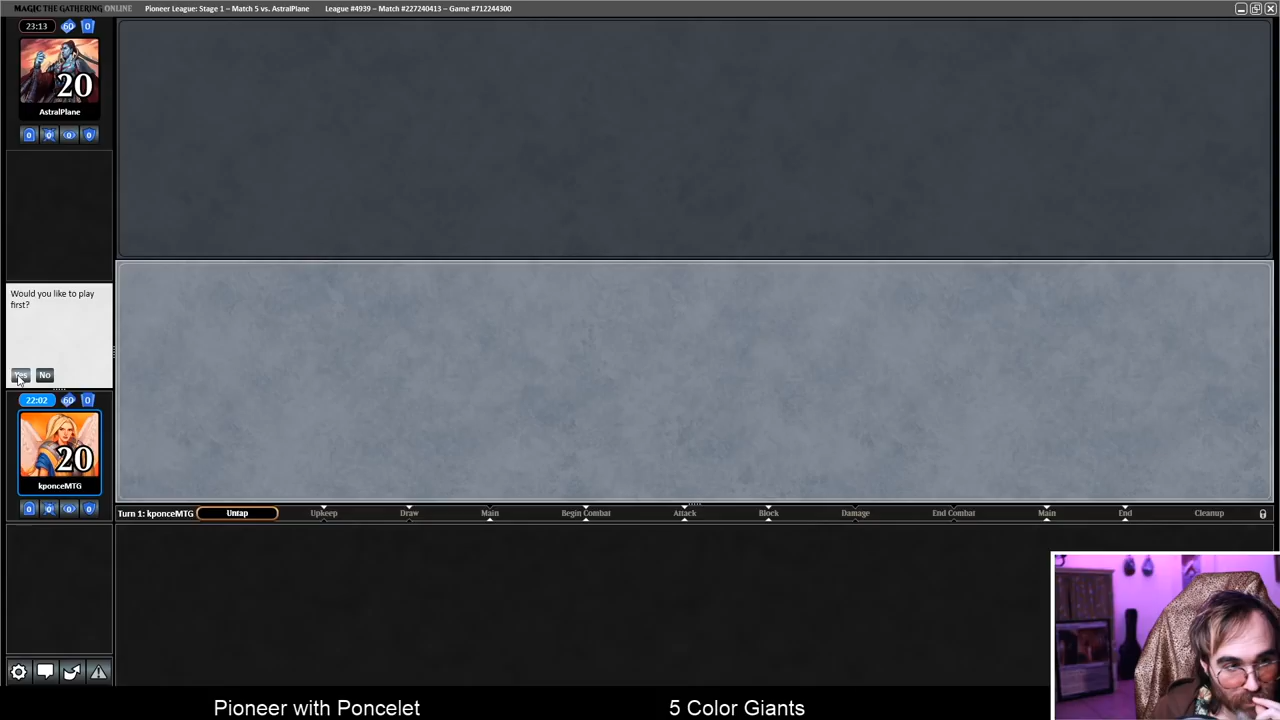 MAGIC THE GATHERING ONLINE
Pioneer League: Stage 1 – Match 5 vs. AstralPlane
League #4939 – Match #227240413 – Game #712244300
23:13
60
0
20
AstralPlane
0
0
0
0
Would you like to play first?
Yes
No
22:02
60
0
20
kponceMTG
0
0
0
0
Turn 1: kponceMTG
Untap
Upkeep
Draw
Main
Begin Combat
Attack
Block
Damage
End Combat
Main
End
Cleanup
Pioneer with Poncelet
5 Color Giants